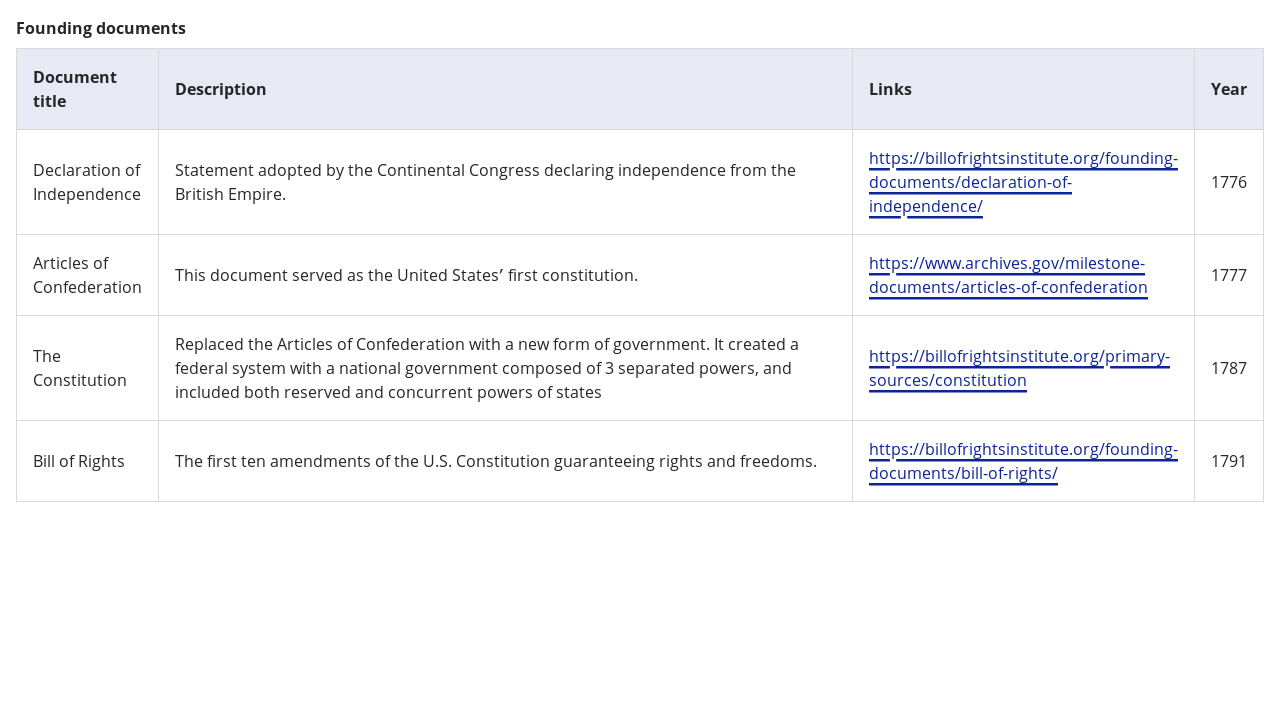 Founding documents
Document
title
Description
Links
Year
Declaration of
Independence
Statement adopted by the Continental Congress declaring independence from the
British Empire.
https://billofrightsinstitute.org/founding-
documents/declaration-of-
independence/
1776
Articles of
Confederation
This document served as the United States’ first constitution.
https://www.archives.gov/milestone-
documents/articles-of-confederation
1777
The
Constitution
Replaced the Articles of Confederation with a new form of government. It created a
federal system with a national government composed of 3 separated powers, and
included both reserved and concurrent powers of states
https://billofrightsinstitute.org/primary-
sources/constitution
1787
Bill of Rights
The first ten amendments of the U.S. Constitution guaranteeing rights and freedoms.
https://billofrightsinstitute.org/founding-
documents/bill-of-rights/
1791